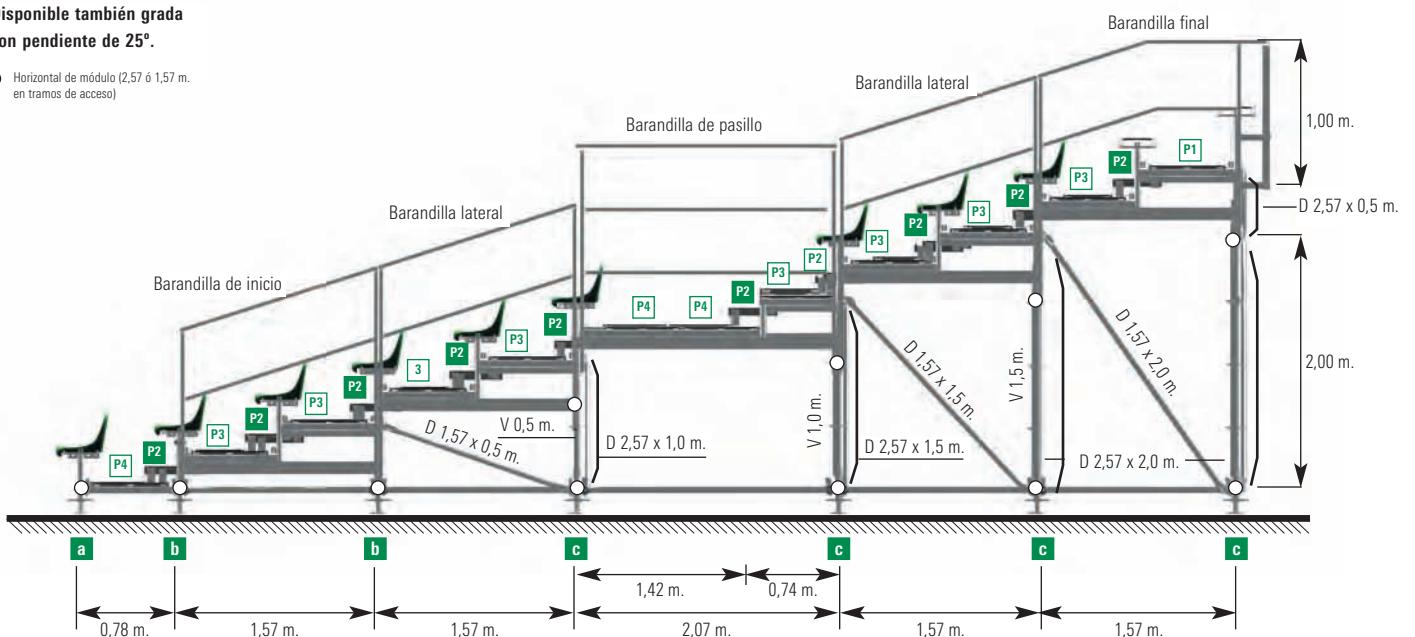 Disponible también grada
con pendiente de 25º.
Horizontal de módulo (2,57 ó 1,57 m.
en tramos de acceso)
Barandilla final
Barandilla lateral
Barandilla de pasillo
Barandilla lateral
Barandilla de inicio
1,00 m.
D 2,57 x 0,5 m.
2,00 m.
P1
P2
P3
P2
P3
P2
P3
P2
P3
P2
P4
P4
P2
P3
P2
3
P2
P3
P2
P3
P2
P4
D 1,57 x 0,5 m.
V 0,5 m.
D 2,57 x 1,0 m.
V 1,0 m.
D 1,57 x 1,5 m.
D 2,57 x 1,5 m.
V 1,5 m.
D 1,57 x 2,0 m.
D 2,57 x 2,0 m.
a
b
b
c
c
c
c
1,42 m.
0,74 m.
0,78 m.
1,57 m.
1,57 m.
2,07 m.
1,57 m.
1,57 m.